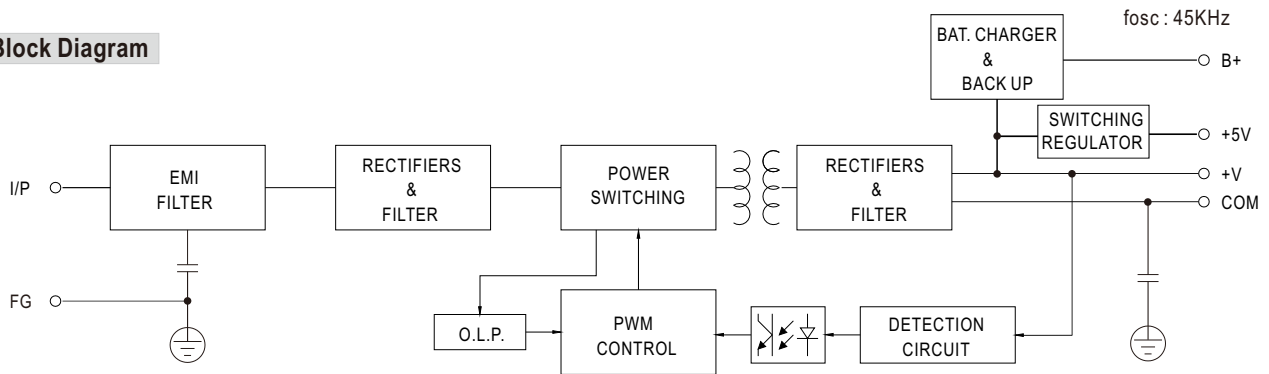 Block Diagram
fosc : 45KHz
BAT. CHARGER
&
BACK UP
B+
SWITCHING
REGULATOR
+5V
I/P
EMI
FILTER
RECTIFIERS
&
FILTER
POWER
SWITCHING
RECTIFIERS
&
FILTER
+V
COM
FG
O.L.P.
PWM
CONTROL
DETECTION
CIRCUIT